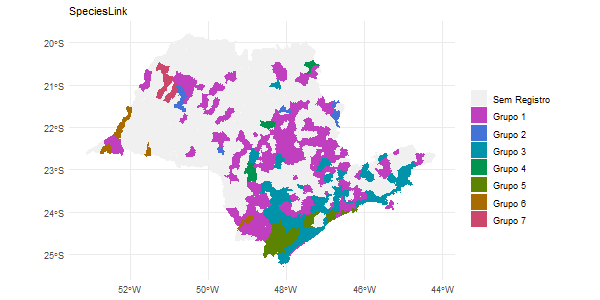 SpeciesLink
20°S
21°S
22°S
23°S
24°S
25°S
52°W
50°W
48°W
46°W
44°W
Sem Registro
Grupo 1
Grupo 2
Grupo 3
Grupo 4
Grupo 5
Grupo 6
Grupo 7